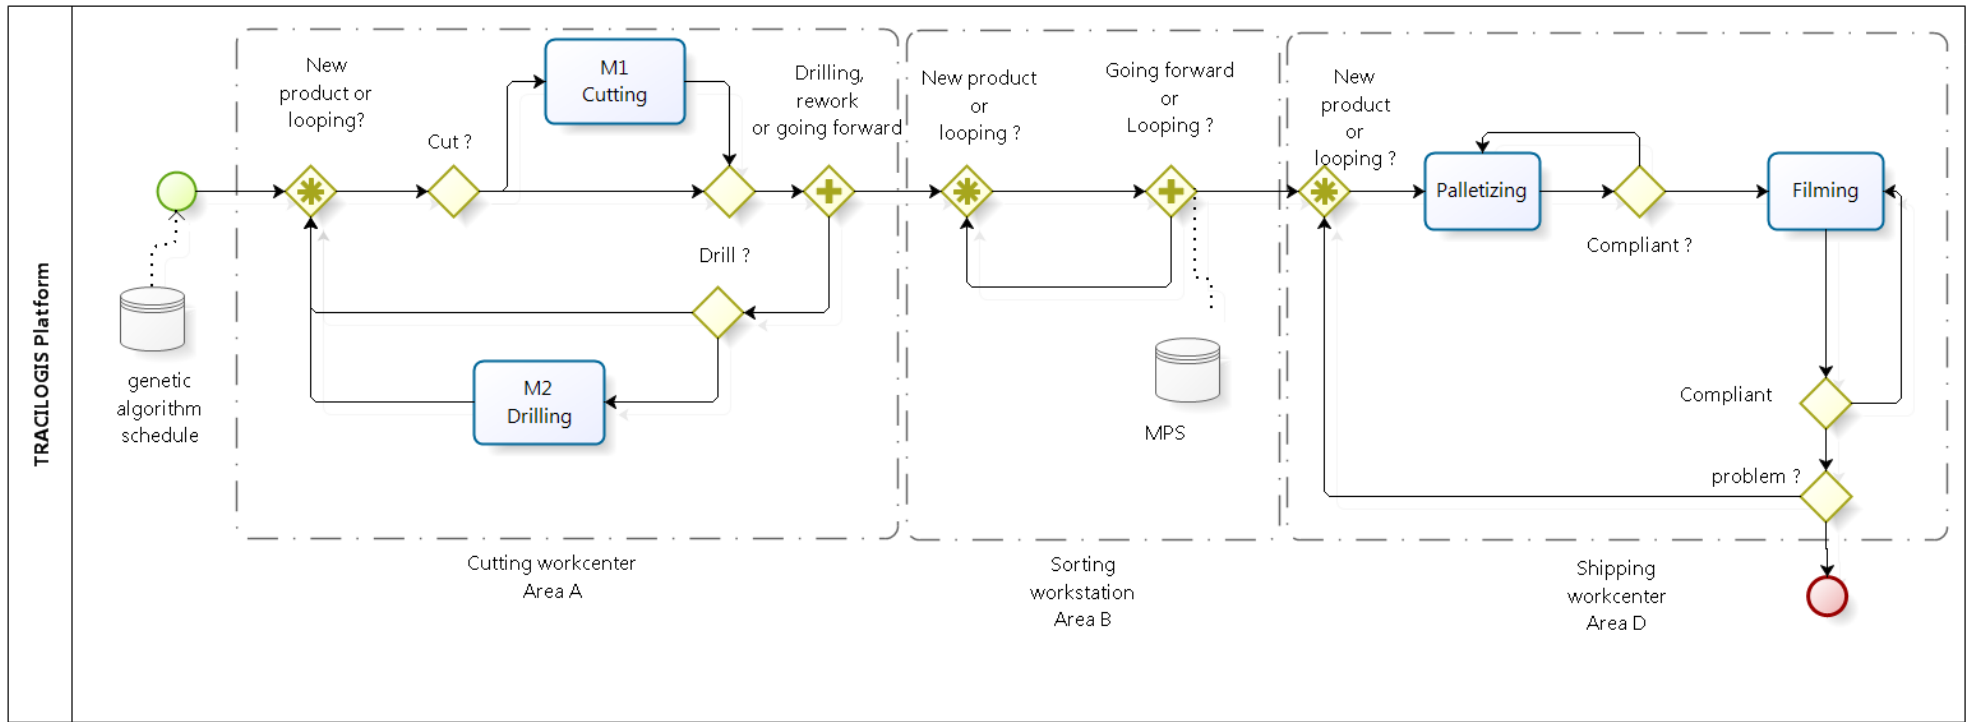 TRACILOGIS Platform
genetic
algorithm
schedule
New
product or
looping?
Cut ?
M1
Cutting
Drilling,
rework
or going forward
Drill ?
M2
Drilling
Cutting workcenter
Area A
New product
or
looping ?
Going forward
or
Looping ?
MPS
Sorting
workstation
Area B
New
product
or
looping ?
Palletizing
Compliant ?
Filming
Compliant
problem ?
Shipping
workcenter
Area D